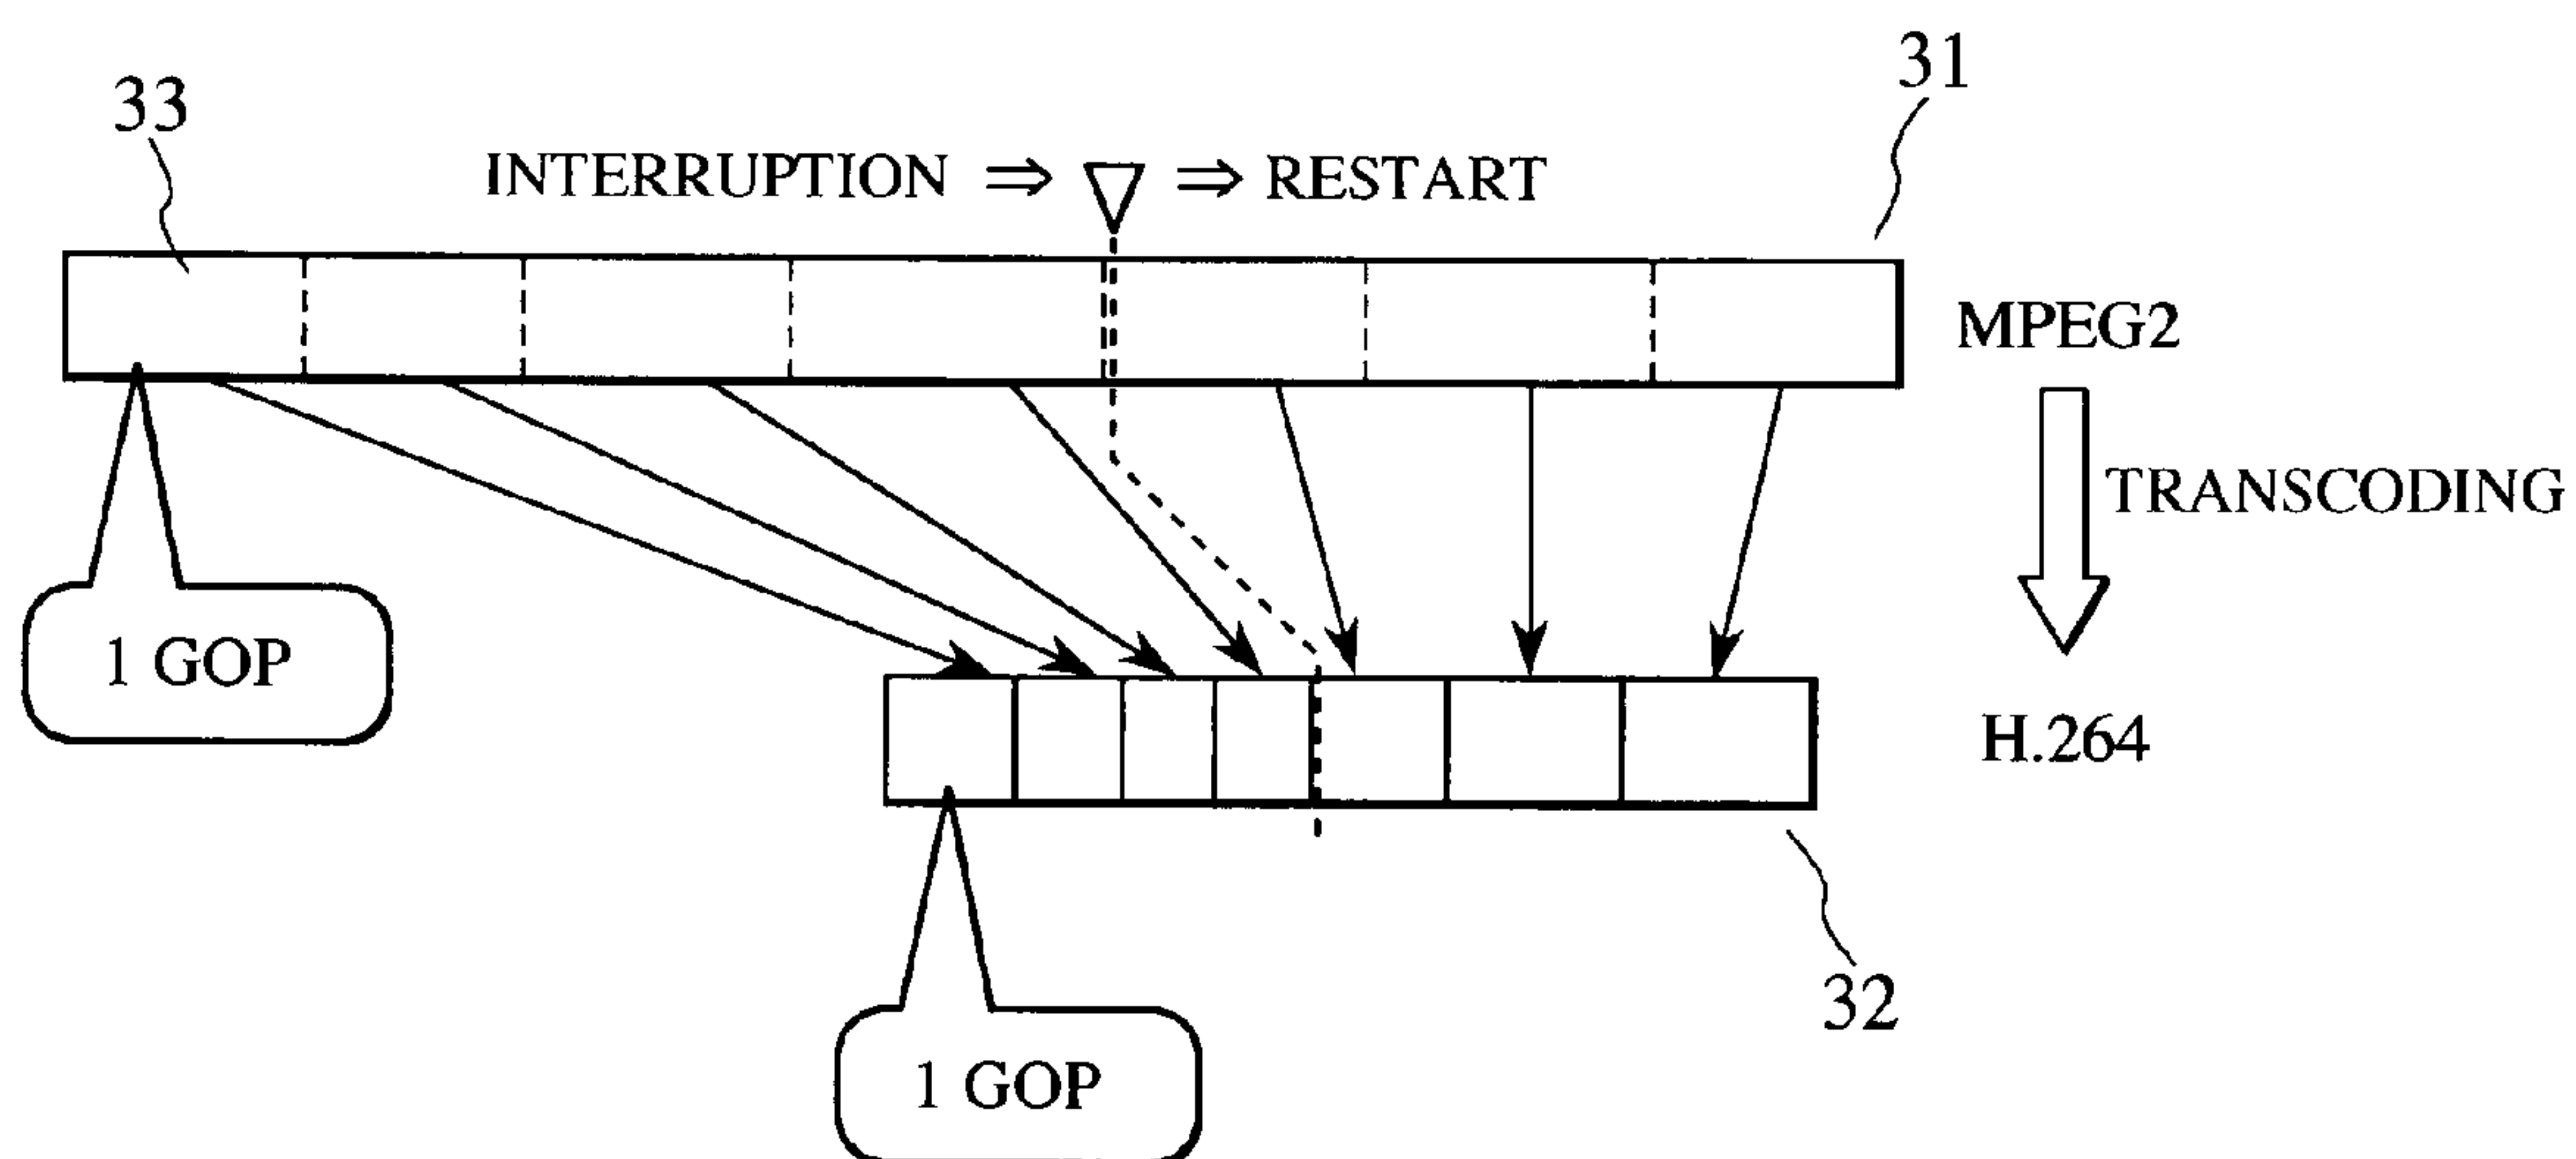 31
33
INTERRUPTION ⇒ ▽ ⇒ RESTART
MPEG2
TRANSCODING
1 GOP
H.264
32
1 GOP